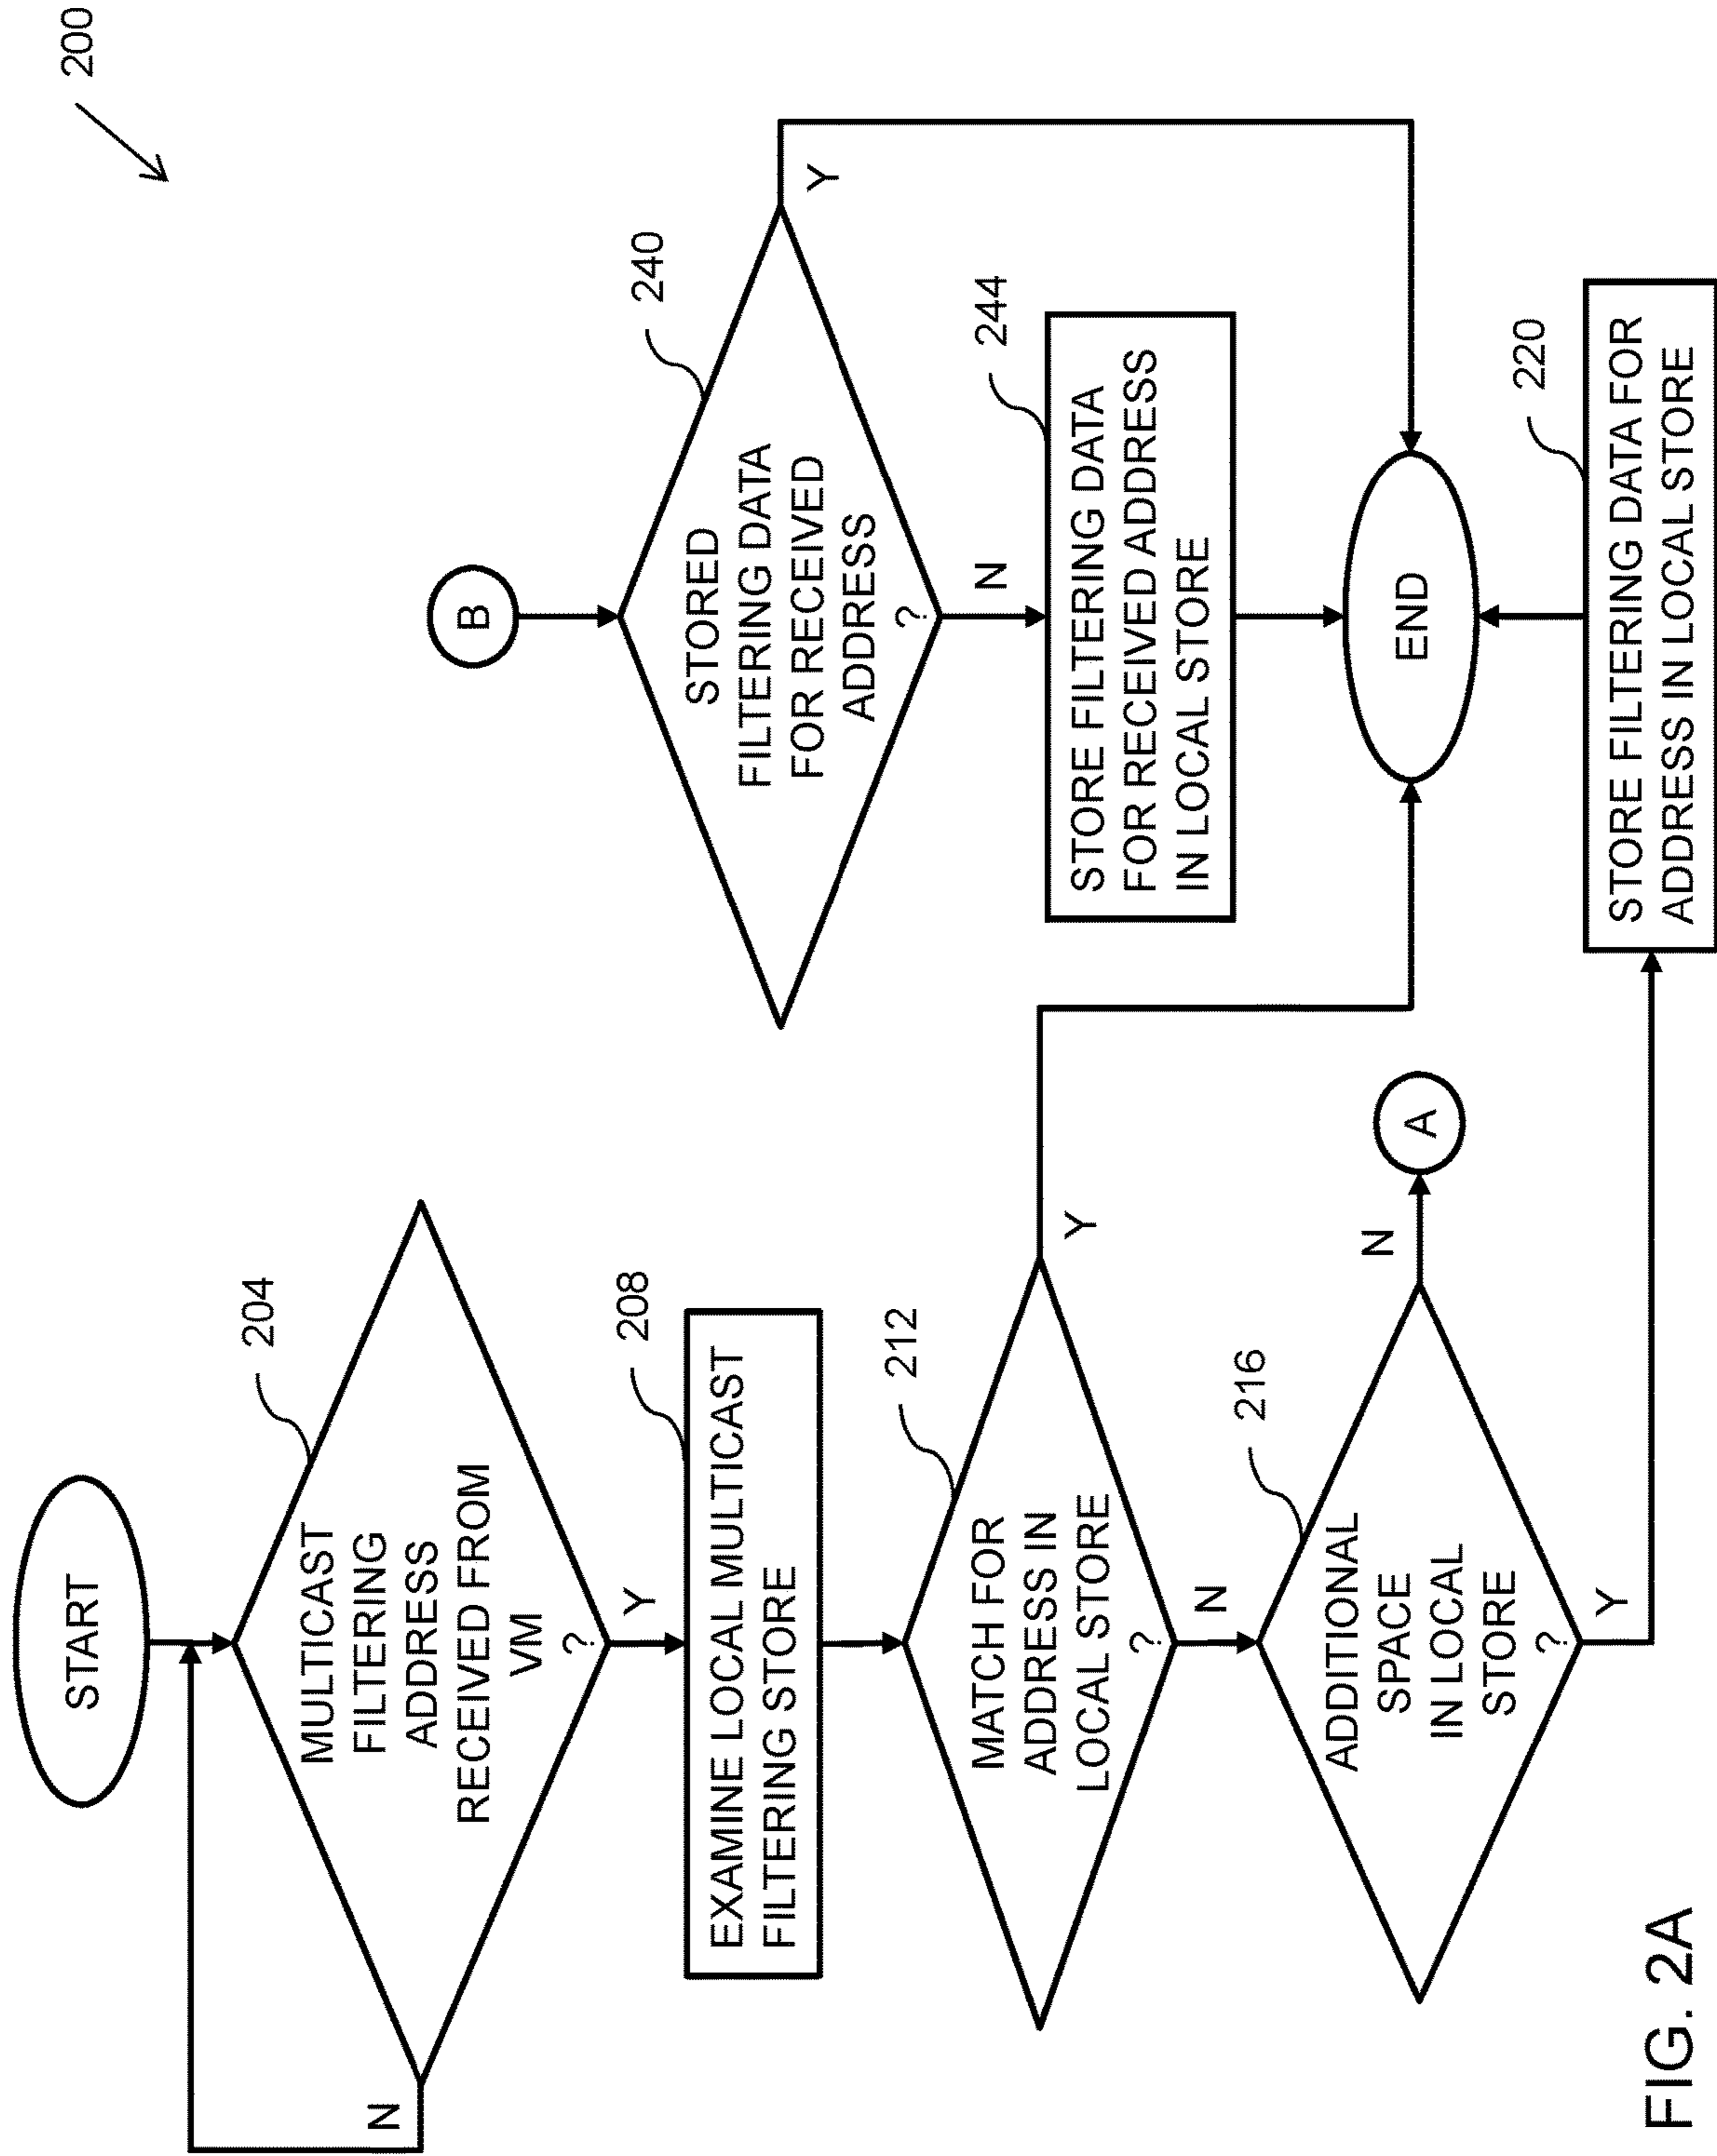 200
START
204
MULTICAST
FILTERING
ADDRESS
RECEIVED FROM
VM
?
N
Y
208
EXAMINE LOCAL MULTICAST
FILTERING STORE
212
MATCH FOR
ADDRESS IN
LOCAL STORE
?
Y
N
216
ADDITIONAL
SPACE
IN LOCAL
STORE
?
N
A
Y
B
240
STORED
FILTERING DATA
FOR RECEIVED
ADDRESS
?
Y
N
244
STORE FILTERING DATA
FOR RECEIVED ADDRESS
IN LOCAL STORE
END
220
STORE FILTERING DATA FOR
ADDRESS IN LOCAL STORE
FIG. 2A